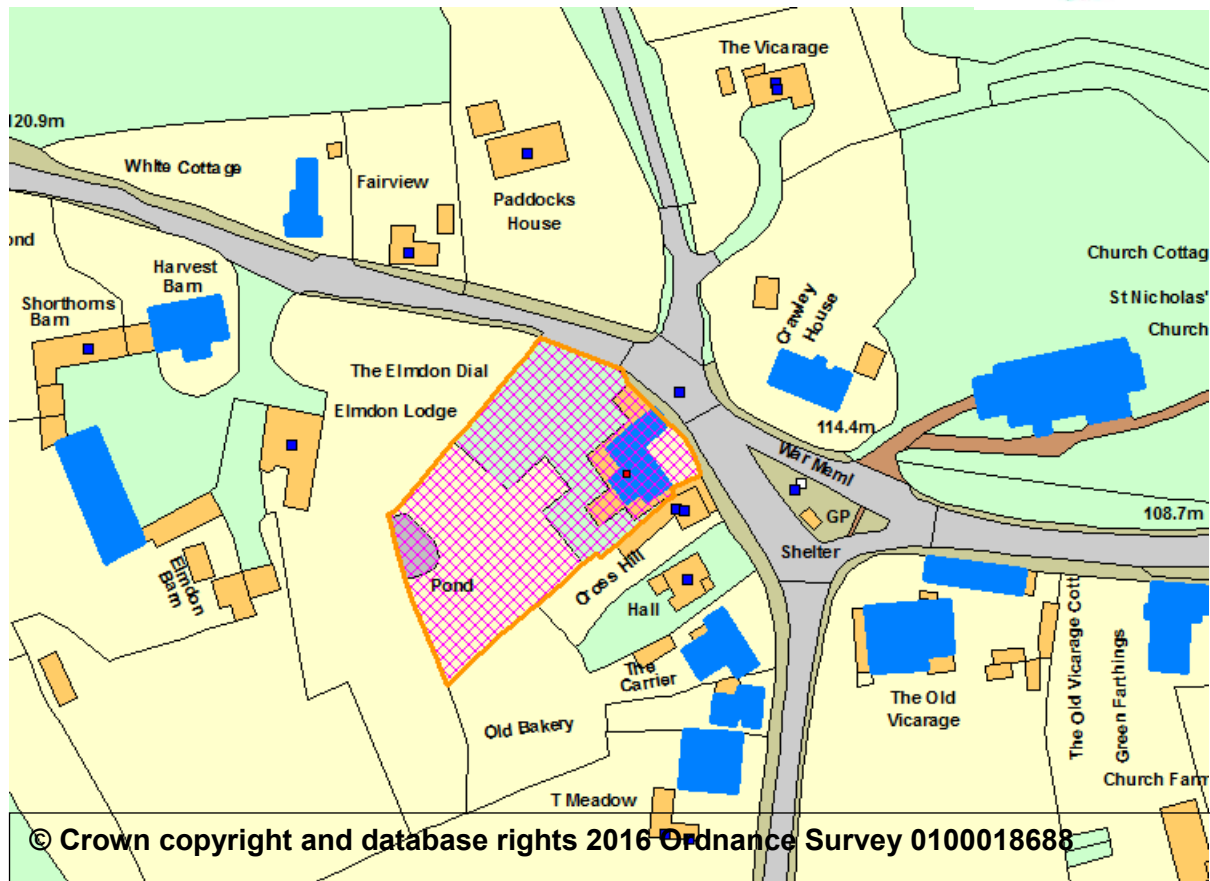 The Vicarage
120.9m
White Cottage
Fairview
Paddocks
House
Church Cottag
ond
Harvest
Barn
St Nicholas'
Church
Shorthorns
Barn
Crawley
House
The Elmdon Dial
Elmdon Lodge
114.4m
War Meml
108.7m
GP
Shelter
Elmdon
Barn
Pond
Cross Hill
Hall
The
Carrier
The Old
Vicarage
The Old Vicarage Cott
Green Farthings
Old Bakery
Church Farm
T Meadow
© Crown copyright and database rights 2016 Ordnance Survey 0100018688